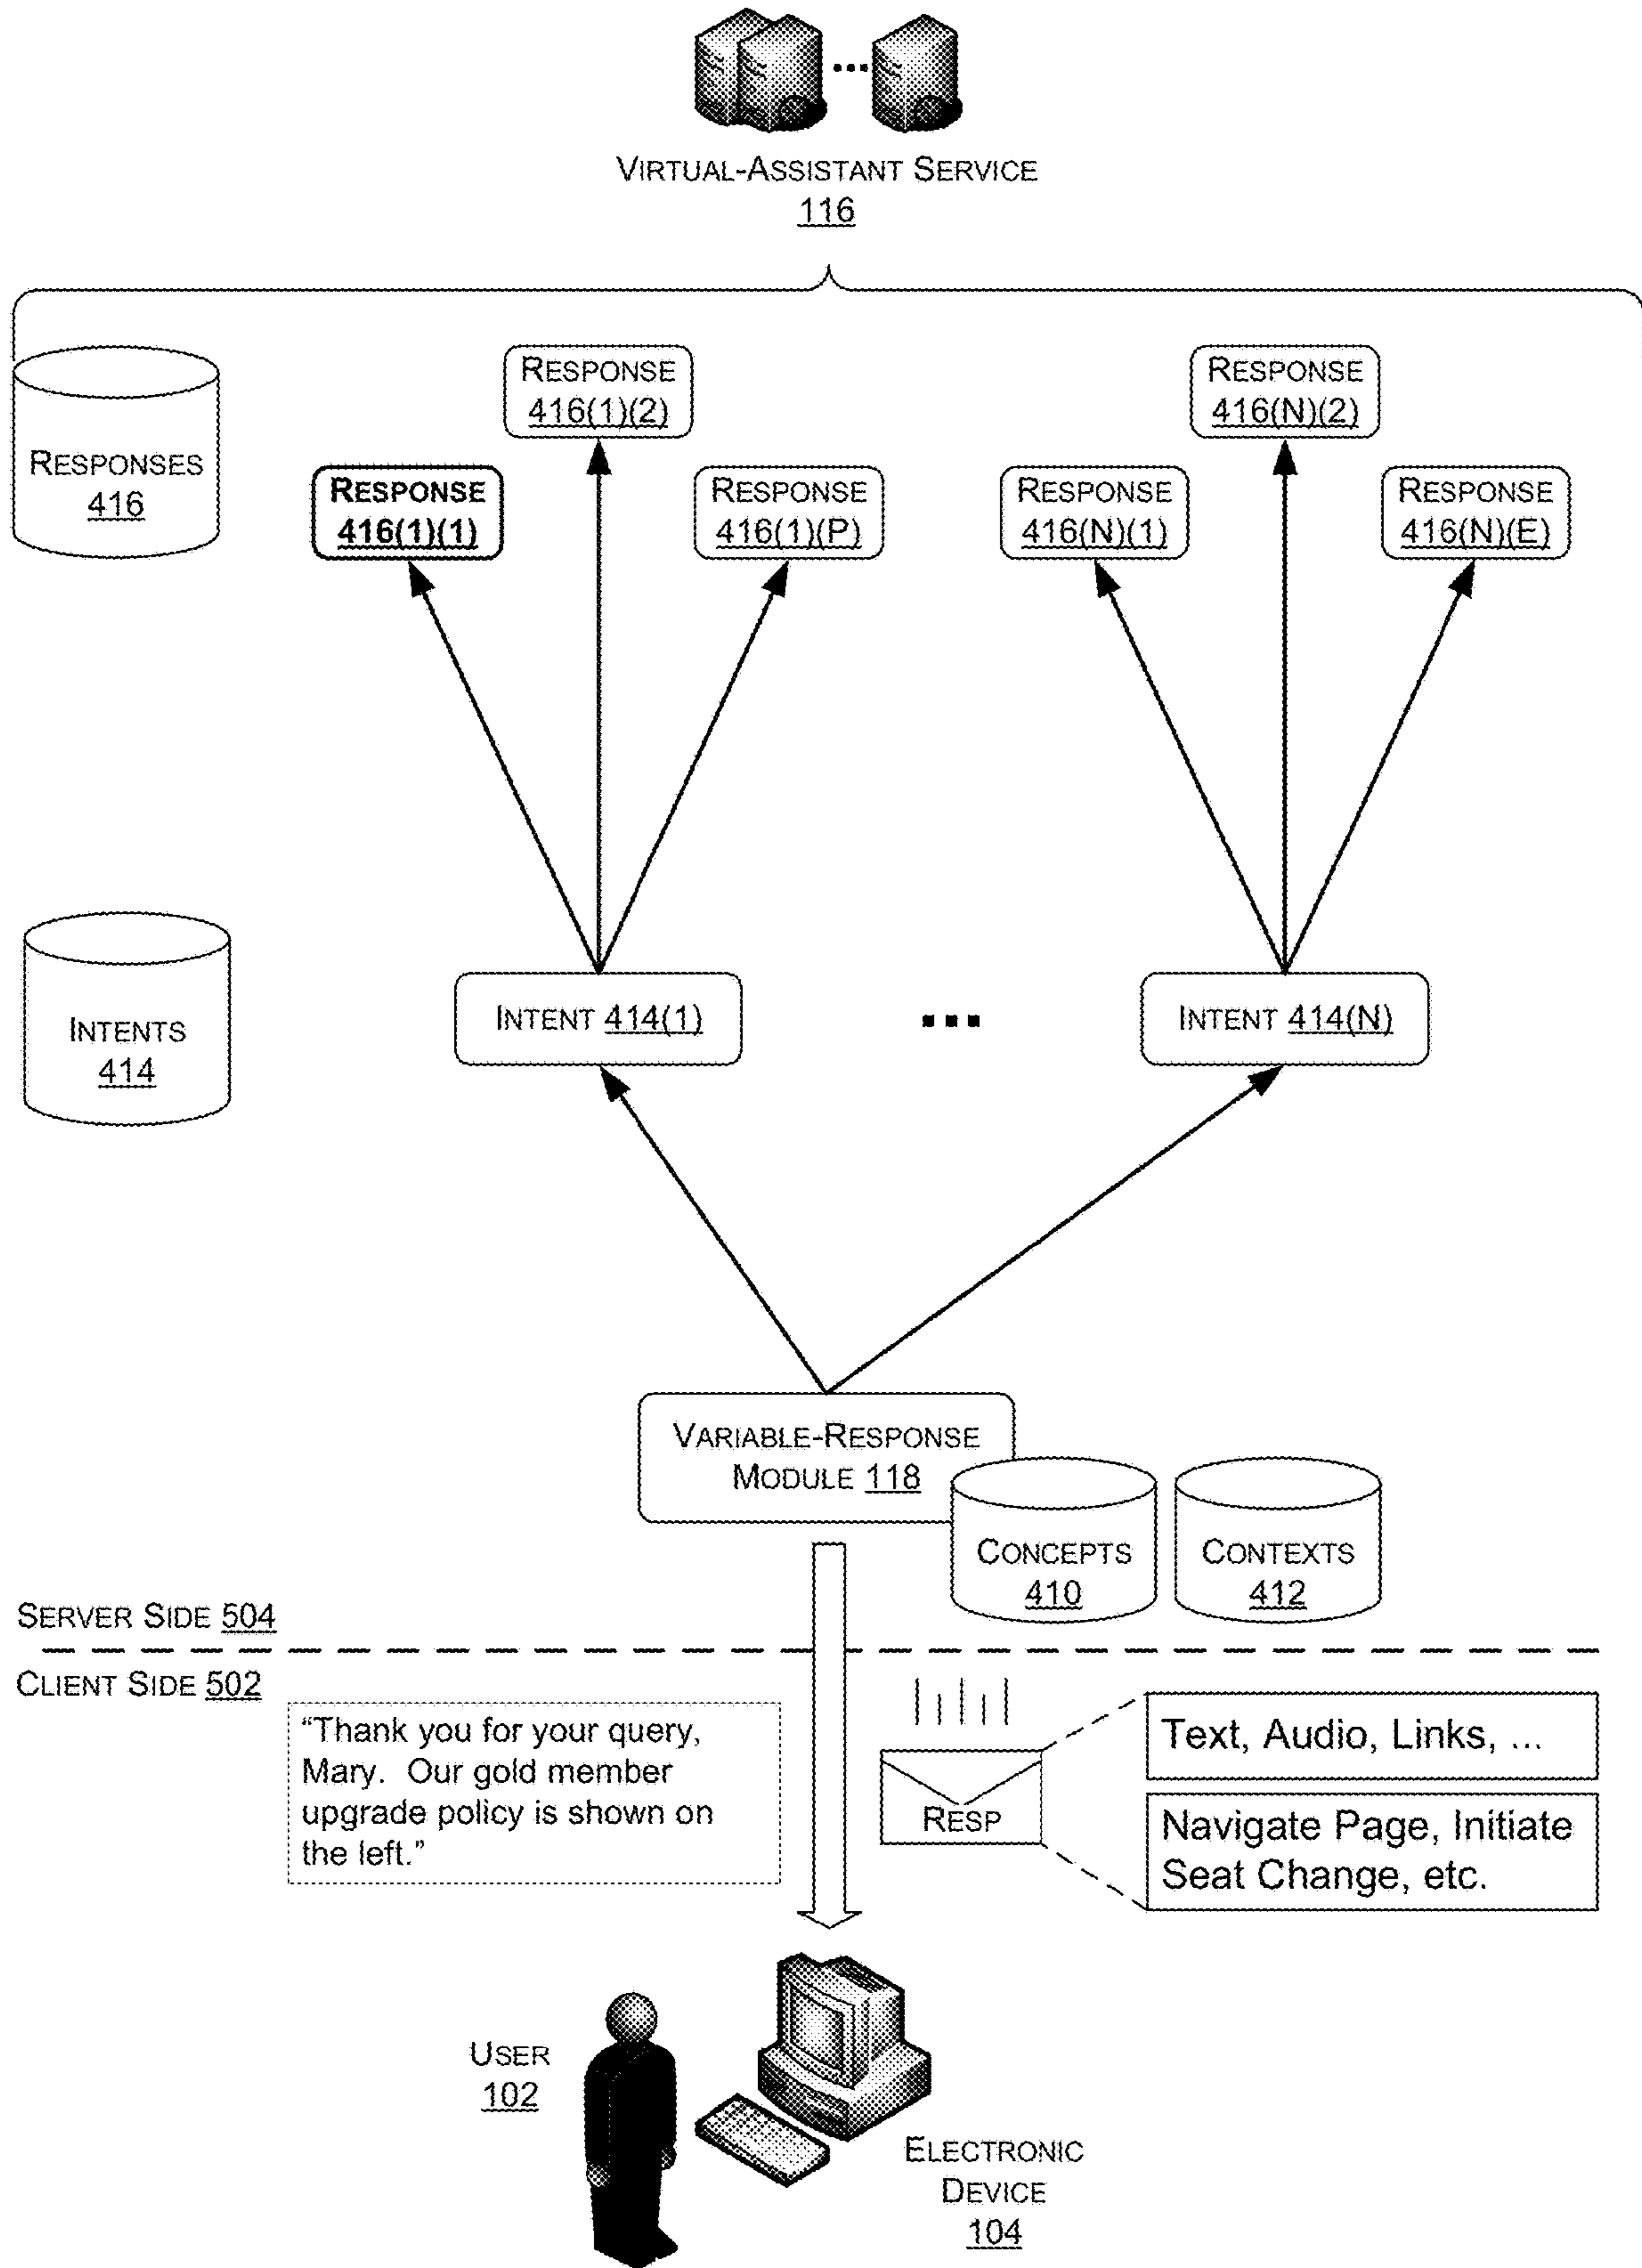 VIRTUAL-ASSISTANT SERVICE
116
RESPONSES
416
RESPONSE
416(1)(1)
RESPONSE
416(1)(2)
RESPONSE
416(1)(P)
RESPONSE
416(N)(1)
RESPONSE
416(N)(2)
RESPONSE
416(N)(E)
INTENTS
414
INTENT 414(1)
...
INTENT 414(N)
VARIABLE-RESPONSE
MODULE 118
CONCEPTS
410
CONTEXTS
412
SERVER SIDE 504
CLIENT SIDE 502
“Thank you for your query,
Mary.  Our gold member
upgrade policy is shown on
the left.”
RESP
Text, Audio, Links, ...
Navigate Page, Initiate
Seat Change, etc.
USER
102
ELECTRONIC
DEVICE
104